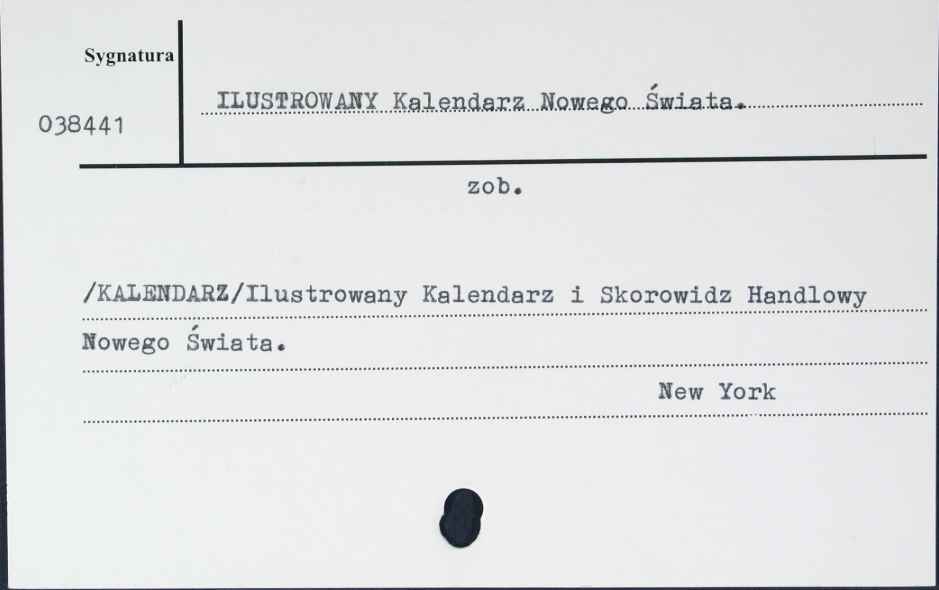 Sygnatura
ILUSTROWANY Kalendarz Nowego Świata.
038441
zob.
/KALENDARZ/Ilustrowany Kalendarz i Skorowidz Handlowy
Nowego Świata.
New York